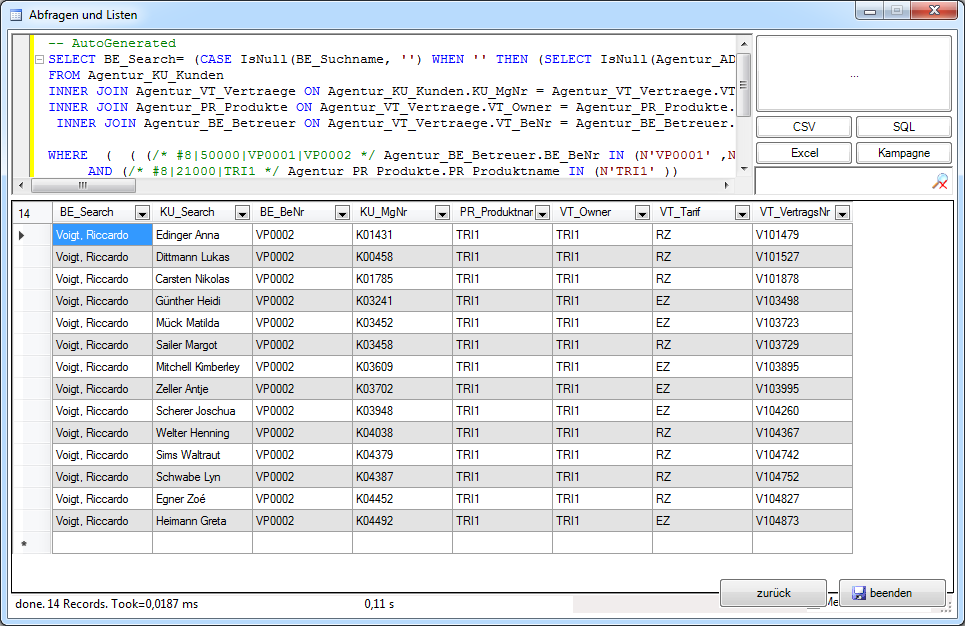 Abfragen und Listen
-- AutoGenerated
SELECT BE_Search= (CASE IsNull(BE_Suchname, '') WHEN '' THEN (SELECT IsNull(Agentur_AD
FROM Agentur_KU_Kunden
INNER JOIN Agentur_VT_Vertraege ON Agentur_KU_Kunden.KU_MgNr = Agentur_VT_Vertraege.VT
INNER JOIN Agentur_PR_Produkte ON Agentur_VT_Vertraege.VT_Owner = Agentur_PR_Produkte.
INNER JOIN Agentur_BE_Betreuer ON Agentur_VT_Vertraege.VT_BeNr = Agentur_BE_Betreuer.
WHERE ( ( (/* #8|50000|VP0001|VP0002 */ Agentur_BE_Betreuer.BE_BeNr IN (N'VP0001' ,N
AND (/* #8|21000|TRI1 */ Agentur_PR_Produkte.PR_Produktname IN (N'TRI1' ))
...
CSV SQL
Excel Kampagne
14 BE_Search KU_Search BE_BeNr KU_MgNr PR_Produktnar VT_Owner VT_Tarif VT_VertragsNr
Voigt, Riccardo Edinger Anna VP0002 K01431 TRI1 TRI1 RZ V101479
Voigt, Riccardo Dittmann Lukas VP0002 K00458 TRI1 TRI1 RZ V101527
Voigt, Riccardo Carsten Nikolas VP0002 K01785 TRI1 TRI1 RZ V101878
Voigt, Riccardo Günther Heidi VP0002 K03241 TRI1 TRI1 EZ V103498
Voigt, Riccardo Mück Matilda VP0002 K03452 TRI1 TRI1 EZ V103723
Voigt, Riccardo Sailer Margot VP0002 K03458 TRI1 TRI1 RZ V103729
Voigt, Riccardo Mitchell Kimberley VP0002 K03609 TRI1 TRI1 EZ V103895
Voigt, Riccardo Zeller Antje VP0002 K03702 TRI1 TRI1 EZ V103995
Voigt, Riccardo Scherer Joschua VP0002 K03948 TRI1 TRI1 EZ V104260
Voigt, Riccardo Welter Henning VP0002 K04038 TRI1 TRI1 RZ V104367
Voigt, Riccardo Sims Waltraut VP0002 K04379 TRI1 TRI1 RZ V104742
Voigt, Riccardo Schwabe Lyn VP0002 K04387 TRI1 TRI1 RZ V104752
Voigt, Riccardo Egner Zoé VP0002 K04452 TRI1 TRI1 RZ V104827
Voigt, Riccardo Heimann Greta VP0002 K04492 TRI1 TRI1 EZ V104873
*
zurück beenden
done. 14 Records. Took=0,0187 ms 0,11 s